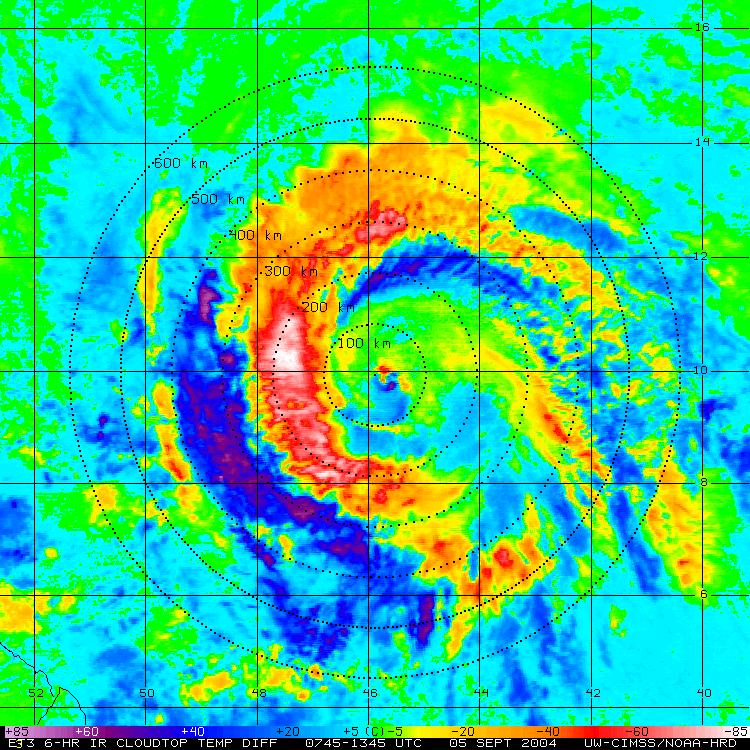 16
14
600 km
500 km
400 km
12
300 km
200 km
100 km
10
8
6
52 50 48 46 44 42 40
+85 +60 +40 +20 +5 (C) -5 -20 -40 -60 -85
ET3 6-HR IR CLOUDTOP TEMP DIFF 0745-1345 UTC 05 SEPT 2004 UW-CIMSS/NOAA-HRD